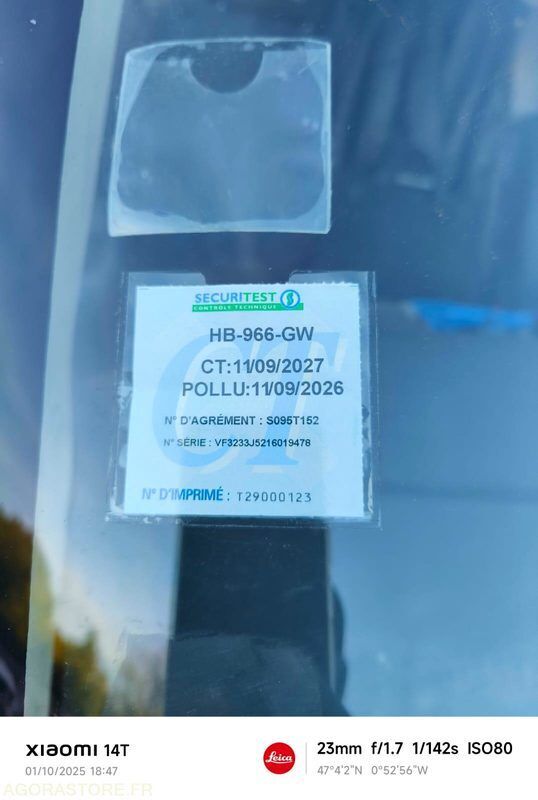 SECURITEST
CONTRÔLE TECHNIQUE
HB-966-GW
CT:11/09/2027
POLLU:11/09/2026
N° D'AGRÉMENT : S095T152
N° SÉRIE : VF3233J5216019478
N° D'IMPRIMÉ : T29000123
CT
XIAOMI 14T
01/10/2025 18:47
Leica
23mm f/1.7 1/142s ISO80
47°4'2"N 0°52'56"W
AGORASTORE.FR